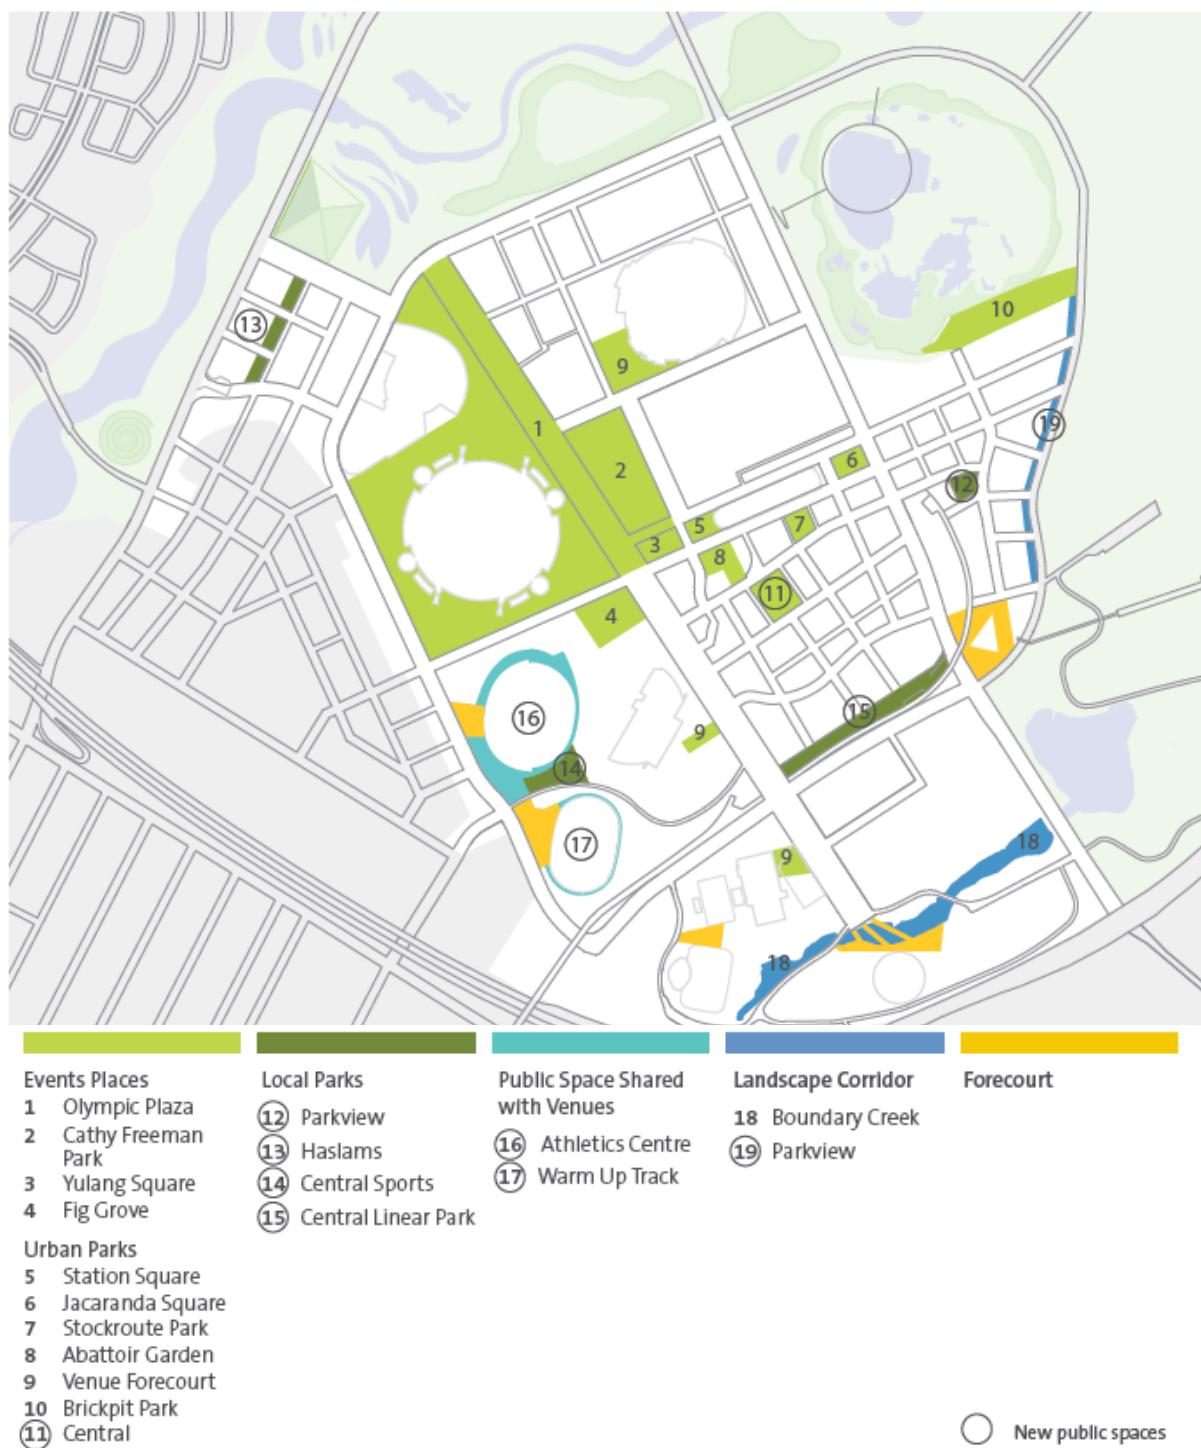 10
13
9
19
1
6
2
12
5
7
3
8
11
4
15
16
9
14
17
18
9
18
Events Places
1 Olympic Plaza
2 Cathy Freeman
Park
3 Yulang Square
4 Fig Grove
Urban Parks
5 Station Square
6 Jacaranda Square
7 Stockroute Park
8 Abattoir Garden
9 Venue Forecourt
10 Brickpit Park
11 Central
Local Parks
12 Parkview
13 Haslams
14 Central Sports
15 Central Linear Park
Public Space Shared
with Venues
16 Athletics Centre
17 Warm Up Track
Landscape Corridor
18 Boundary Creek
19 Parkview
Forecourt
New public spaces